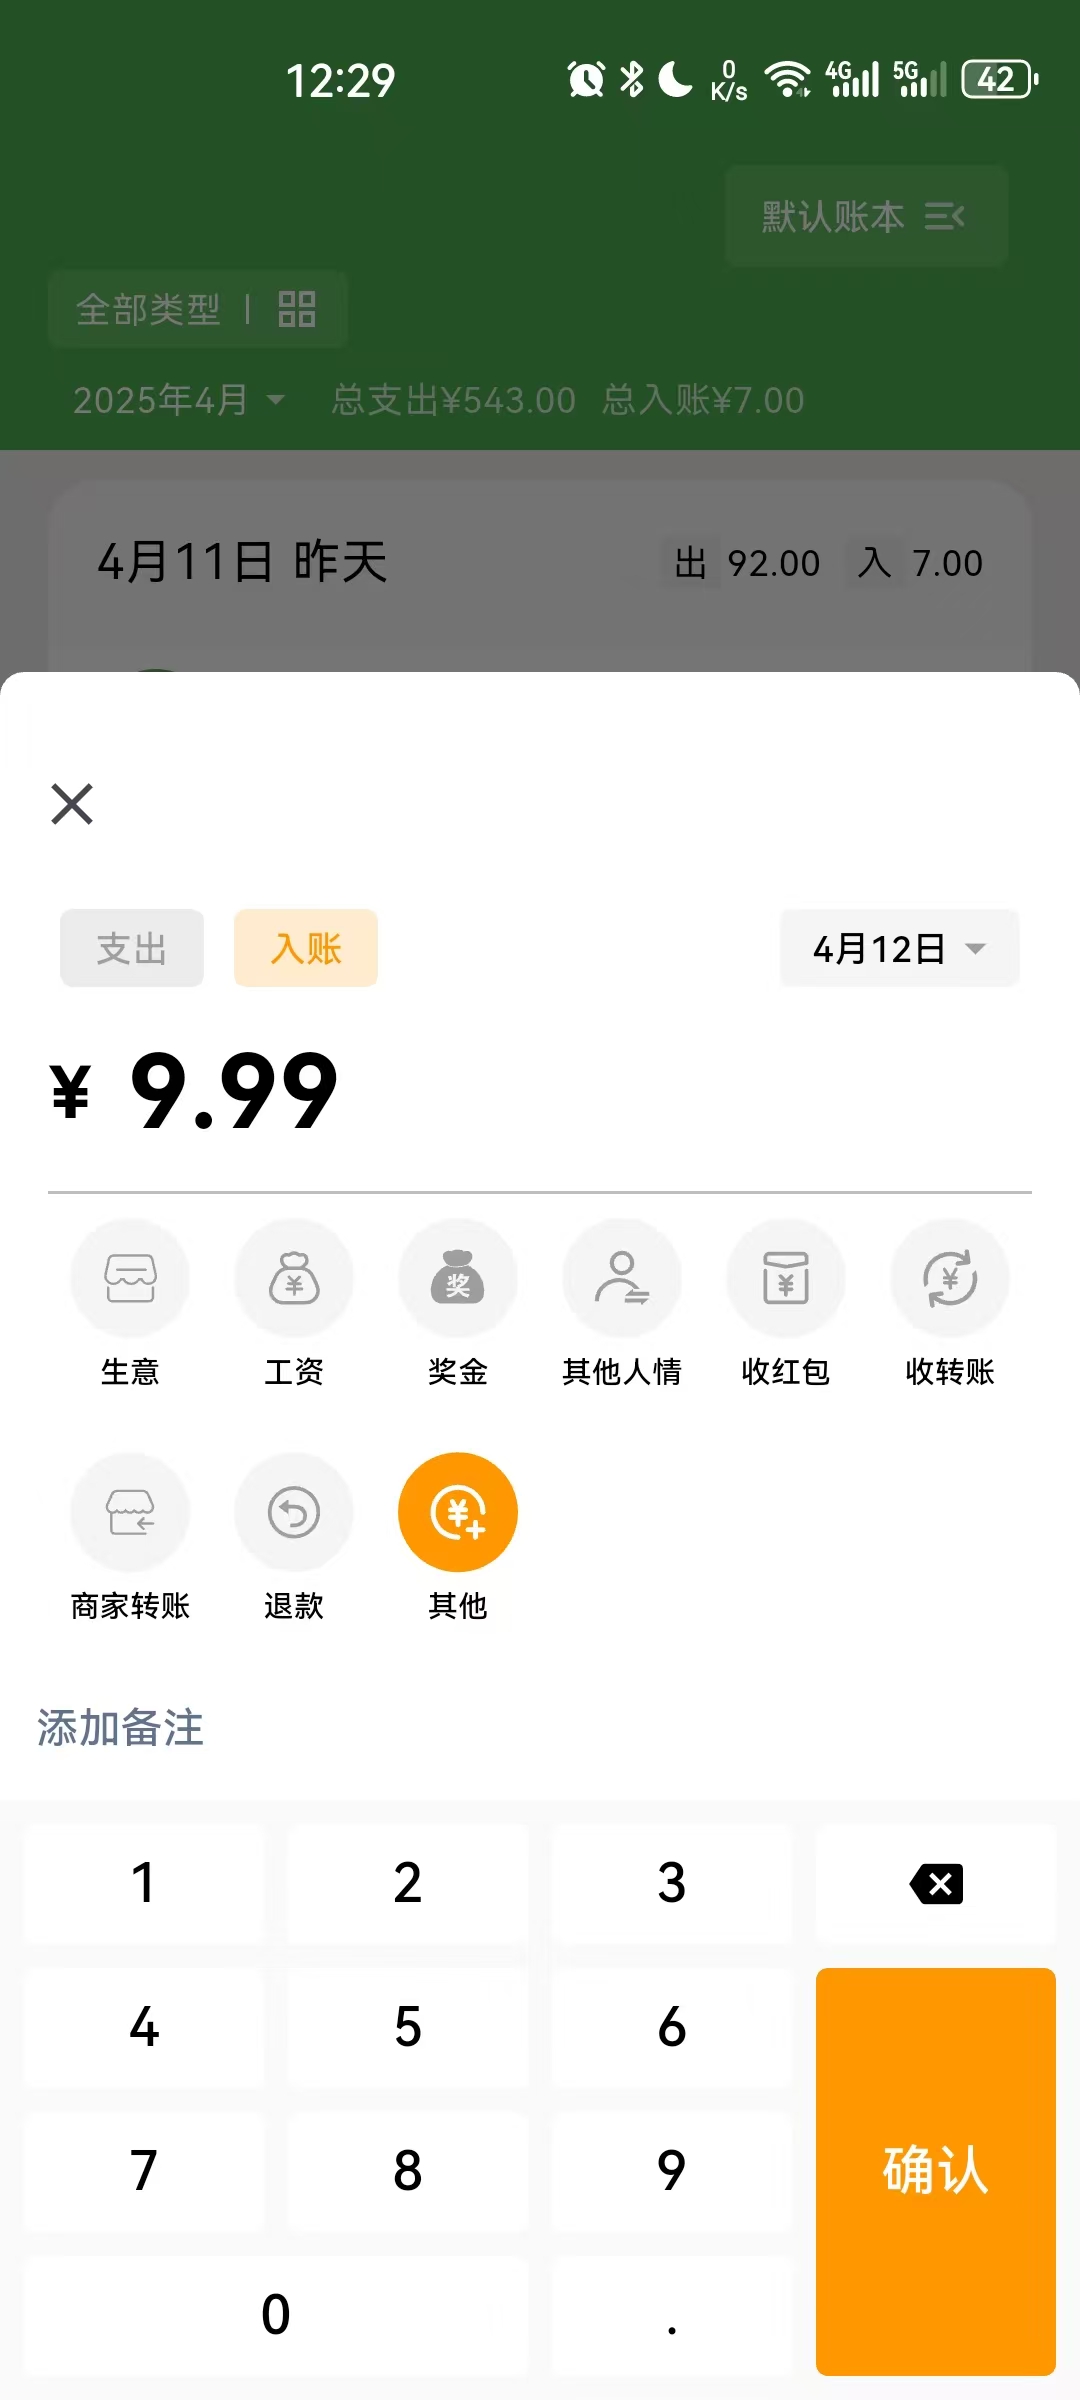 12:29 0 K/s 4G 5G 42
默认账本
全部类型
2025年4月 总支出¥543.00 总入账¥7.00
4月11日 昨天 出 92.00 入 7.00
支出 入账 4月12日
¥ 9.99
生意 工资 奖金 其他人情 收红包 收转账
商家转账 退款 其他
添加备注
1 2 3
4 5 6
7 8 9 确认
0 .